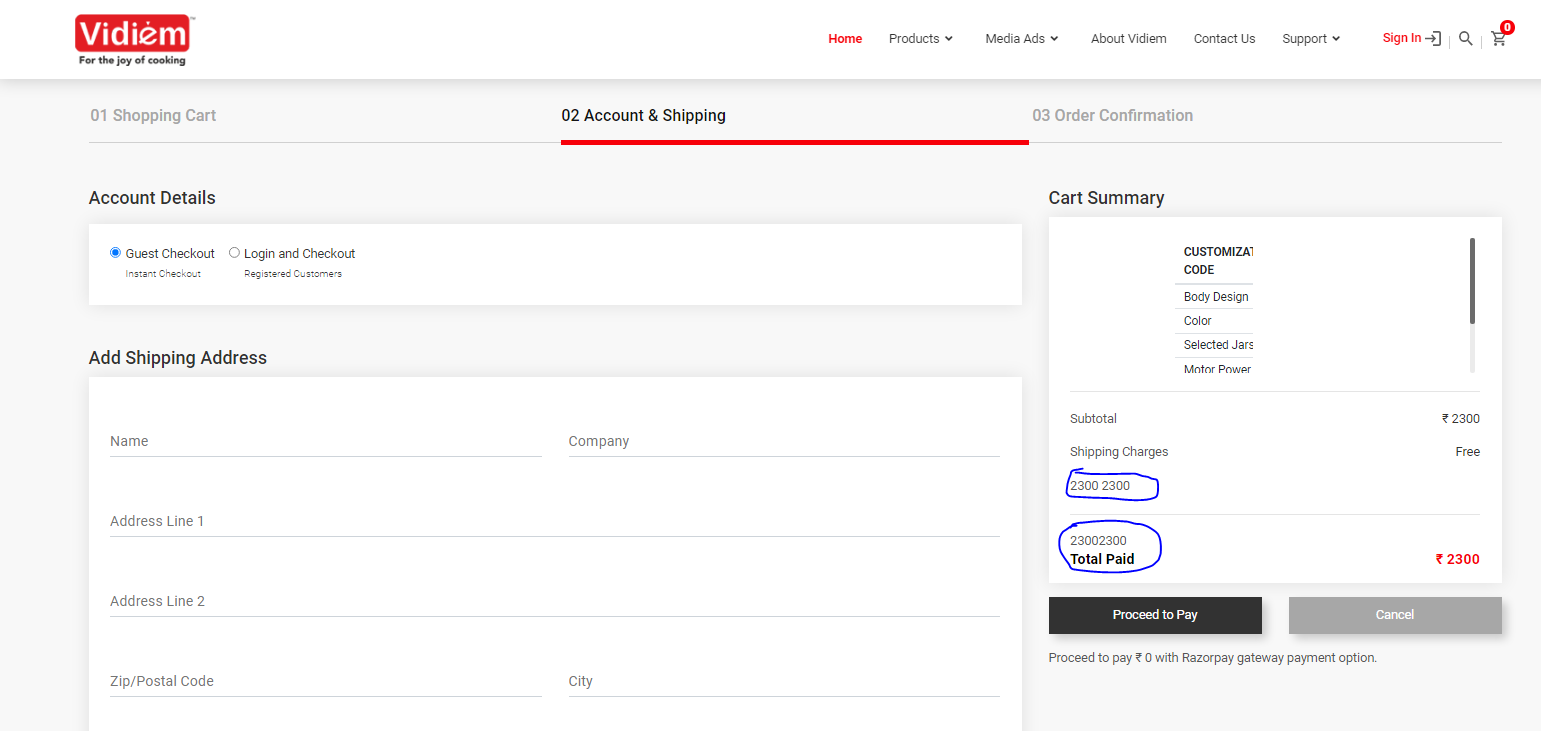 Vidiem™
For the joy of cooking
Home Products Media Ads About Vidiem Contact Us Support Sign In 0
01 Shopping Cart 02 Account & Shipping 03 Order Confirmation
Account Details
Guest Checkout Login and Checkout
Instant Checkout Registered Customers
Add Shipping Address
Name Company
Address Line 1
Address Line 2
Zip/Postal Code City
Cart Summary
CUSTOMIZAT
CODE
Body Design
Color
Selected Jars
Motor Power
Subtotal ₹ 2300
Shipping Charges Free
2300 2300
23002300
Total Paid ₹ 2300
Proceed to Pay Cancel
Proceed to pay ₹ 0 with Razorpay gateway payment option.